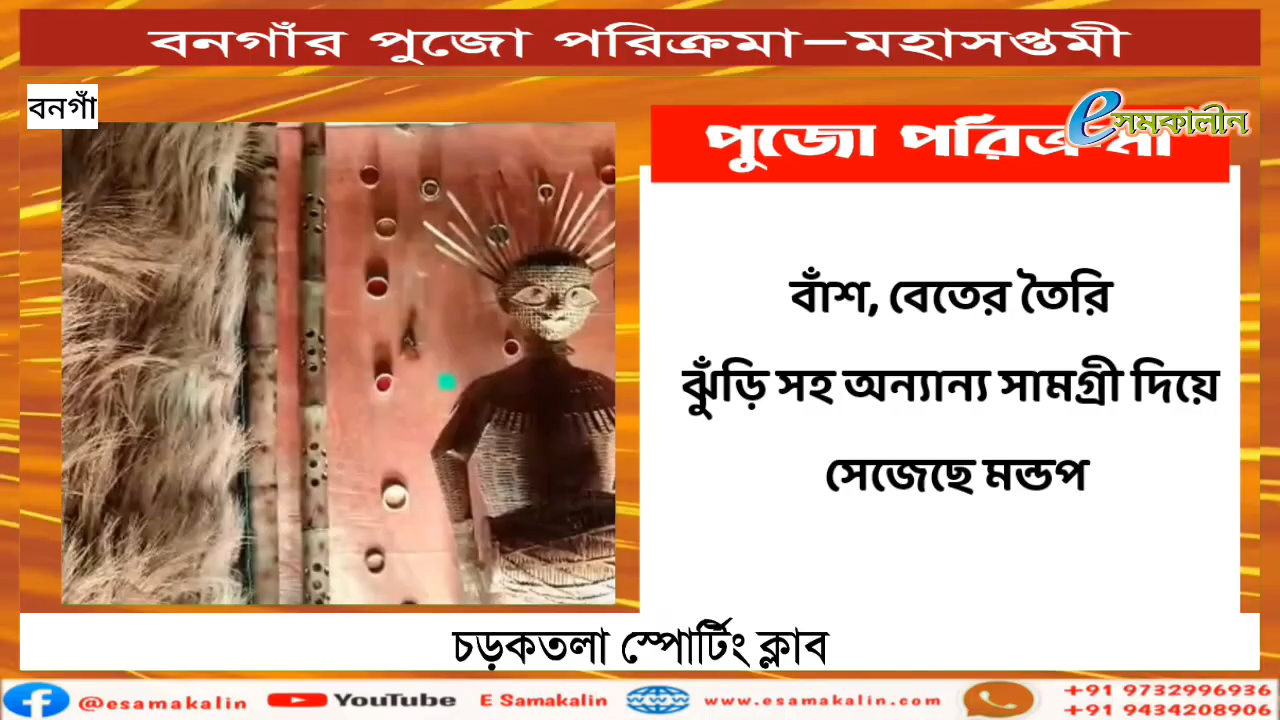 বনগাঁর পুজো পরিক্রমা–মহাসপ্তমী
বনগাঁ
পুজো পরিক্রমা
eসমকালীন
বাঁশ, বেতের তৈরি
ঝুঁড়ি সহ অন্যান্য সামগ্রী দিয়ে
সেজেছে মন্ডপ
চড়কতলা স্পোর্টিং ক্লাব
@esamakalin YouTube E Samakalin www.esamakalin.com +91 9732996936
+91 9434208906